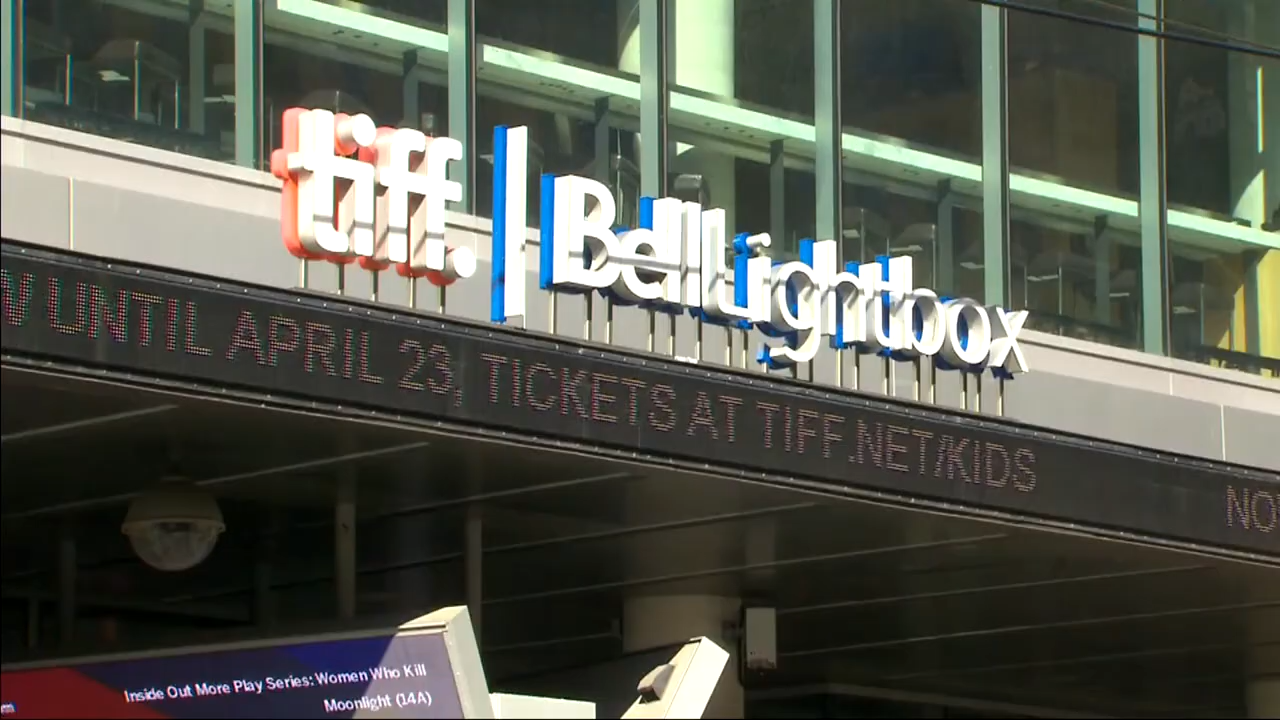 tiff. | Bell Lightbox
UNTIL APRIL 23, TICKETS AT TIFF.NET/KIDS
NO
Inside Out More Play Series: Women Who Kill
Moonlight (14A)